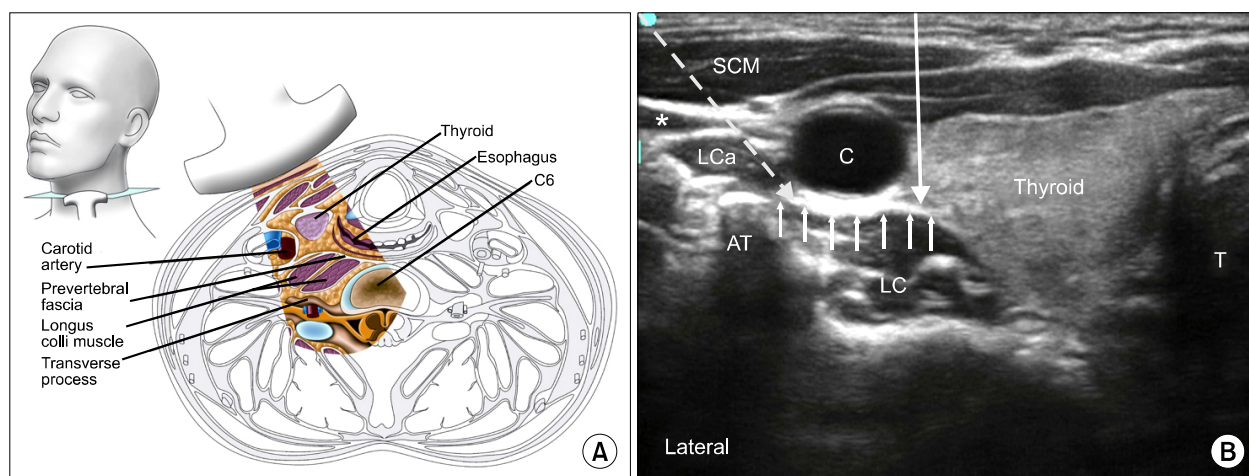 Thyroid
Esophagus
C6
Carotid
artery
Prevertebral
fascia
Longus
colli muscle
Transverse
process
A
SCM
*
LCa
C
Thyroid
AT
T
LC
Lateral
B